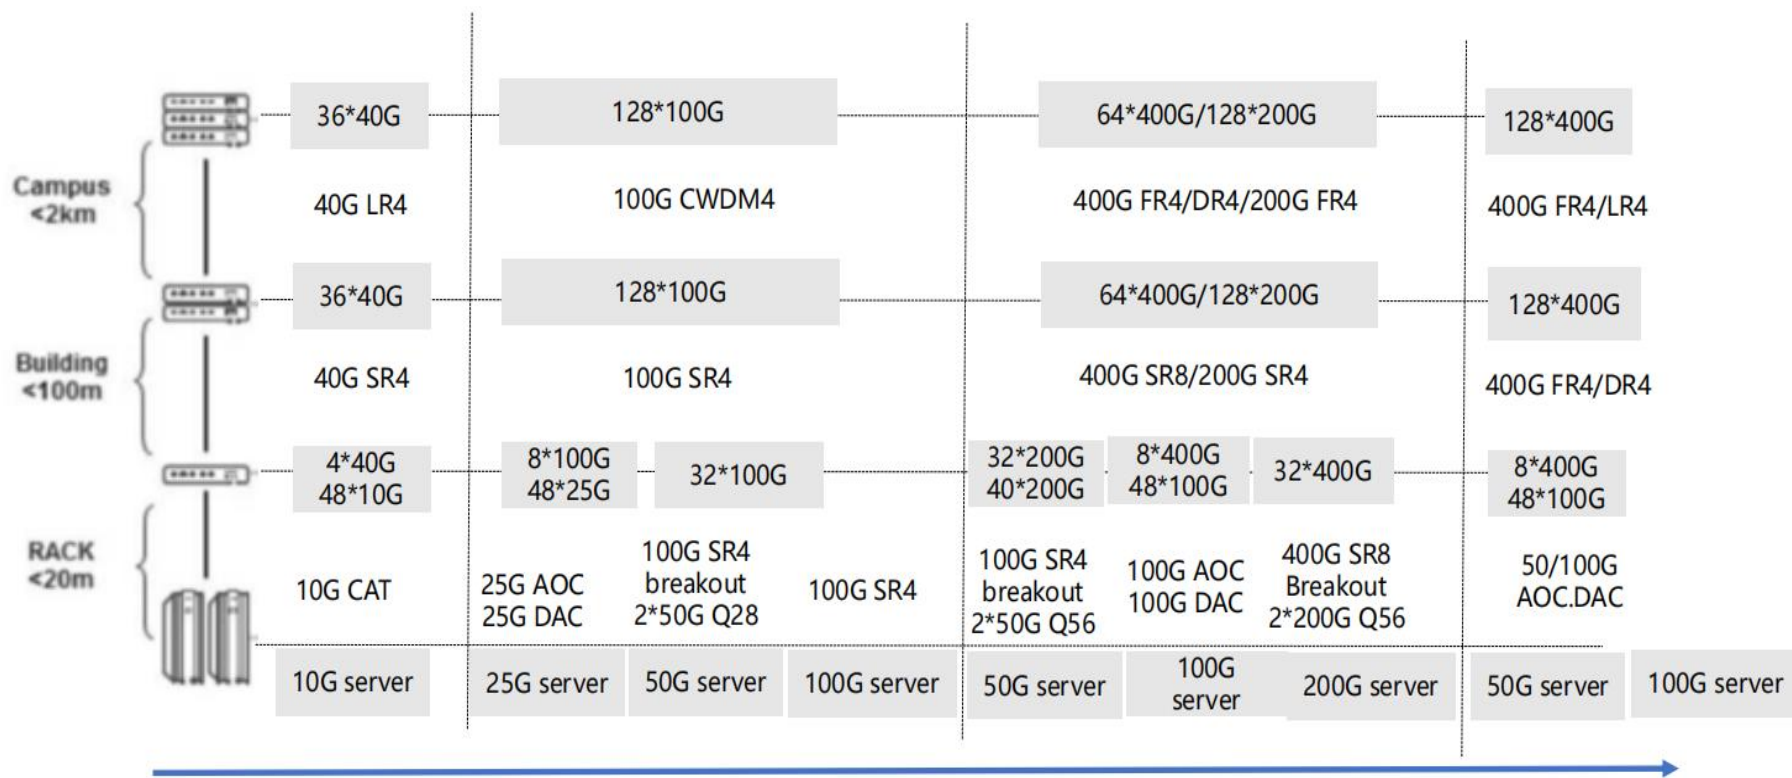 36*40G
128*100G
64*400G/128*200G
128*400G
Campus
<2km
40G LR4
100G CWDM4
400G FR4/DR4/200G FR4
400G FR4/LR4
36*40G
128*100G
64*400G/128*200G
128*400G
Building
<100m
40G SR4
100G SR4
400G SR8/200G SR4
400G FR4/DR4
4*40G
48*10G
8*100G
48*25G
32*100G
32*200G
40*200G
8*400G
48*100G
32*400G
8*400G
48*100G
RACK
<20m
10G CAT
25G AOC
25G DAC
100G SR4
breakout
2*50G Q28
100G SR4
100G SR4
breakout
2*50G Q56
100G AOC
100G DAC
400G SR8
Breakout
2*200G Q56
50/100G
AOC.DAC
10G server
25G server
50G server
100G server
50G server
100G
server
200G server
50G server
100G server